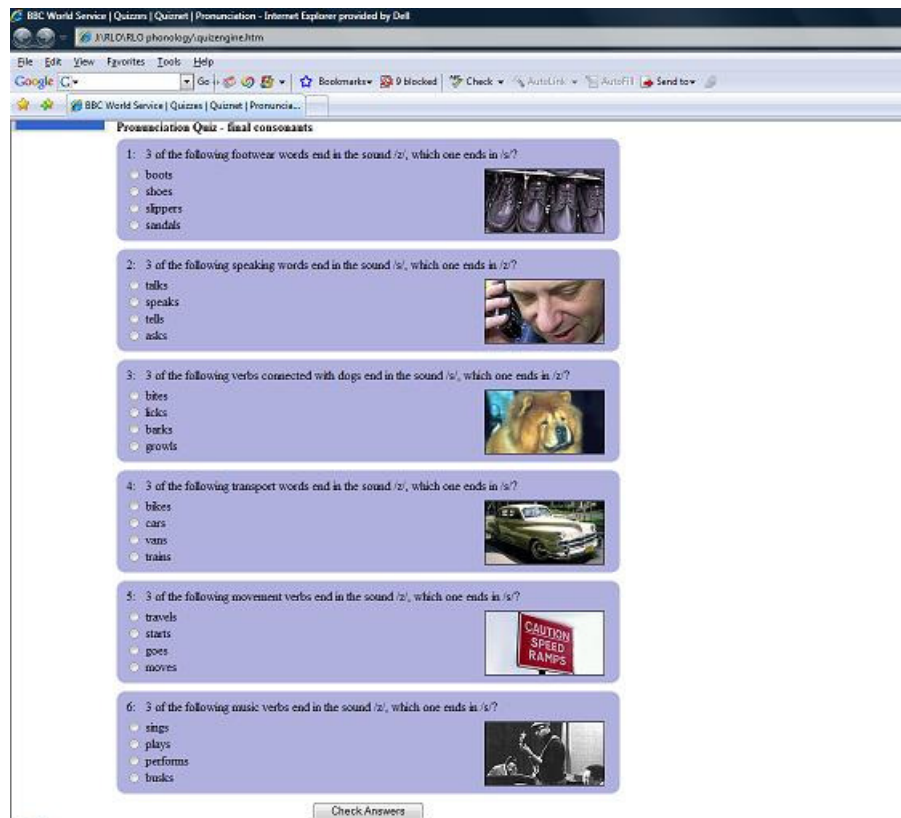 BBC World Service | Quizzes | Quiznet | Pronunciation - Internet Explorer provided by Dell
J:\RLO\RLO phonology\quizengine.htm
File Edit View Favorites Tools Help
Google G Go Bookmarks 9 blocked Check AutoLink AutoFill Send to
BBC World Service | Quizzes | Quiznet | Pronuncia...
Pronunciation Quiz - final consonants
1: 3 of the following footwear words end in the sound /z/, which one ends in /s/?
boots
shoes
slippers
sandals
2: 3 of the following speaking words end in the sound /s/, which one ends in /z/?
talks
speaks
tells
asks
3: 3 of the following verbs connected with dogs end in the sound /s/, which one ends in /z/?
bites
licks
barks
growls
4: 3 of the following transport words end in the sound /z/, which one ends in /s/?
bikes
cars
vans
trains
5: 3 of the following movement verbs end in the sound /z/, which one ends in /s/?
travels
starts
goes
moves
CAUTION
SPEED
RAMPS
6: 3 of the following music verbs end in the sound /z/, which one ends in /s/?
sings
plays
performs
busks
Check Answers